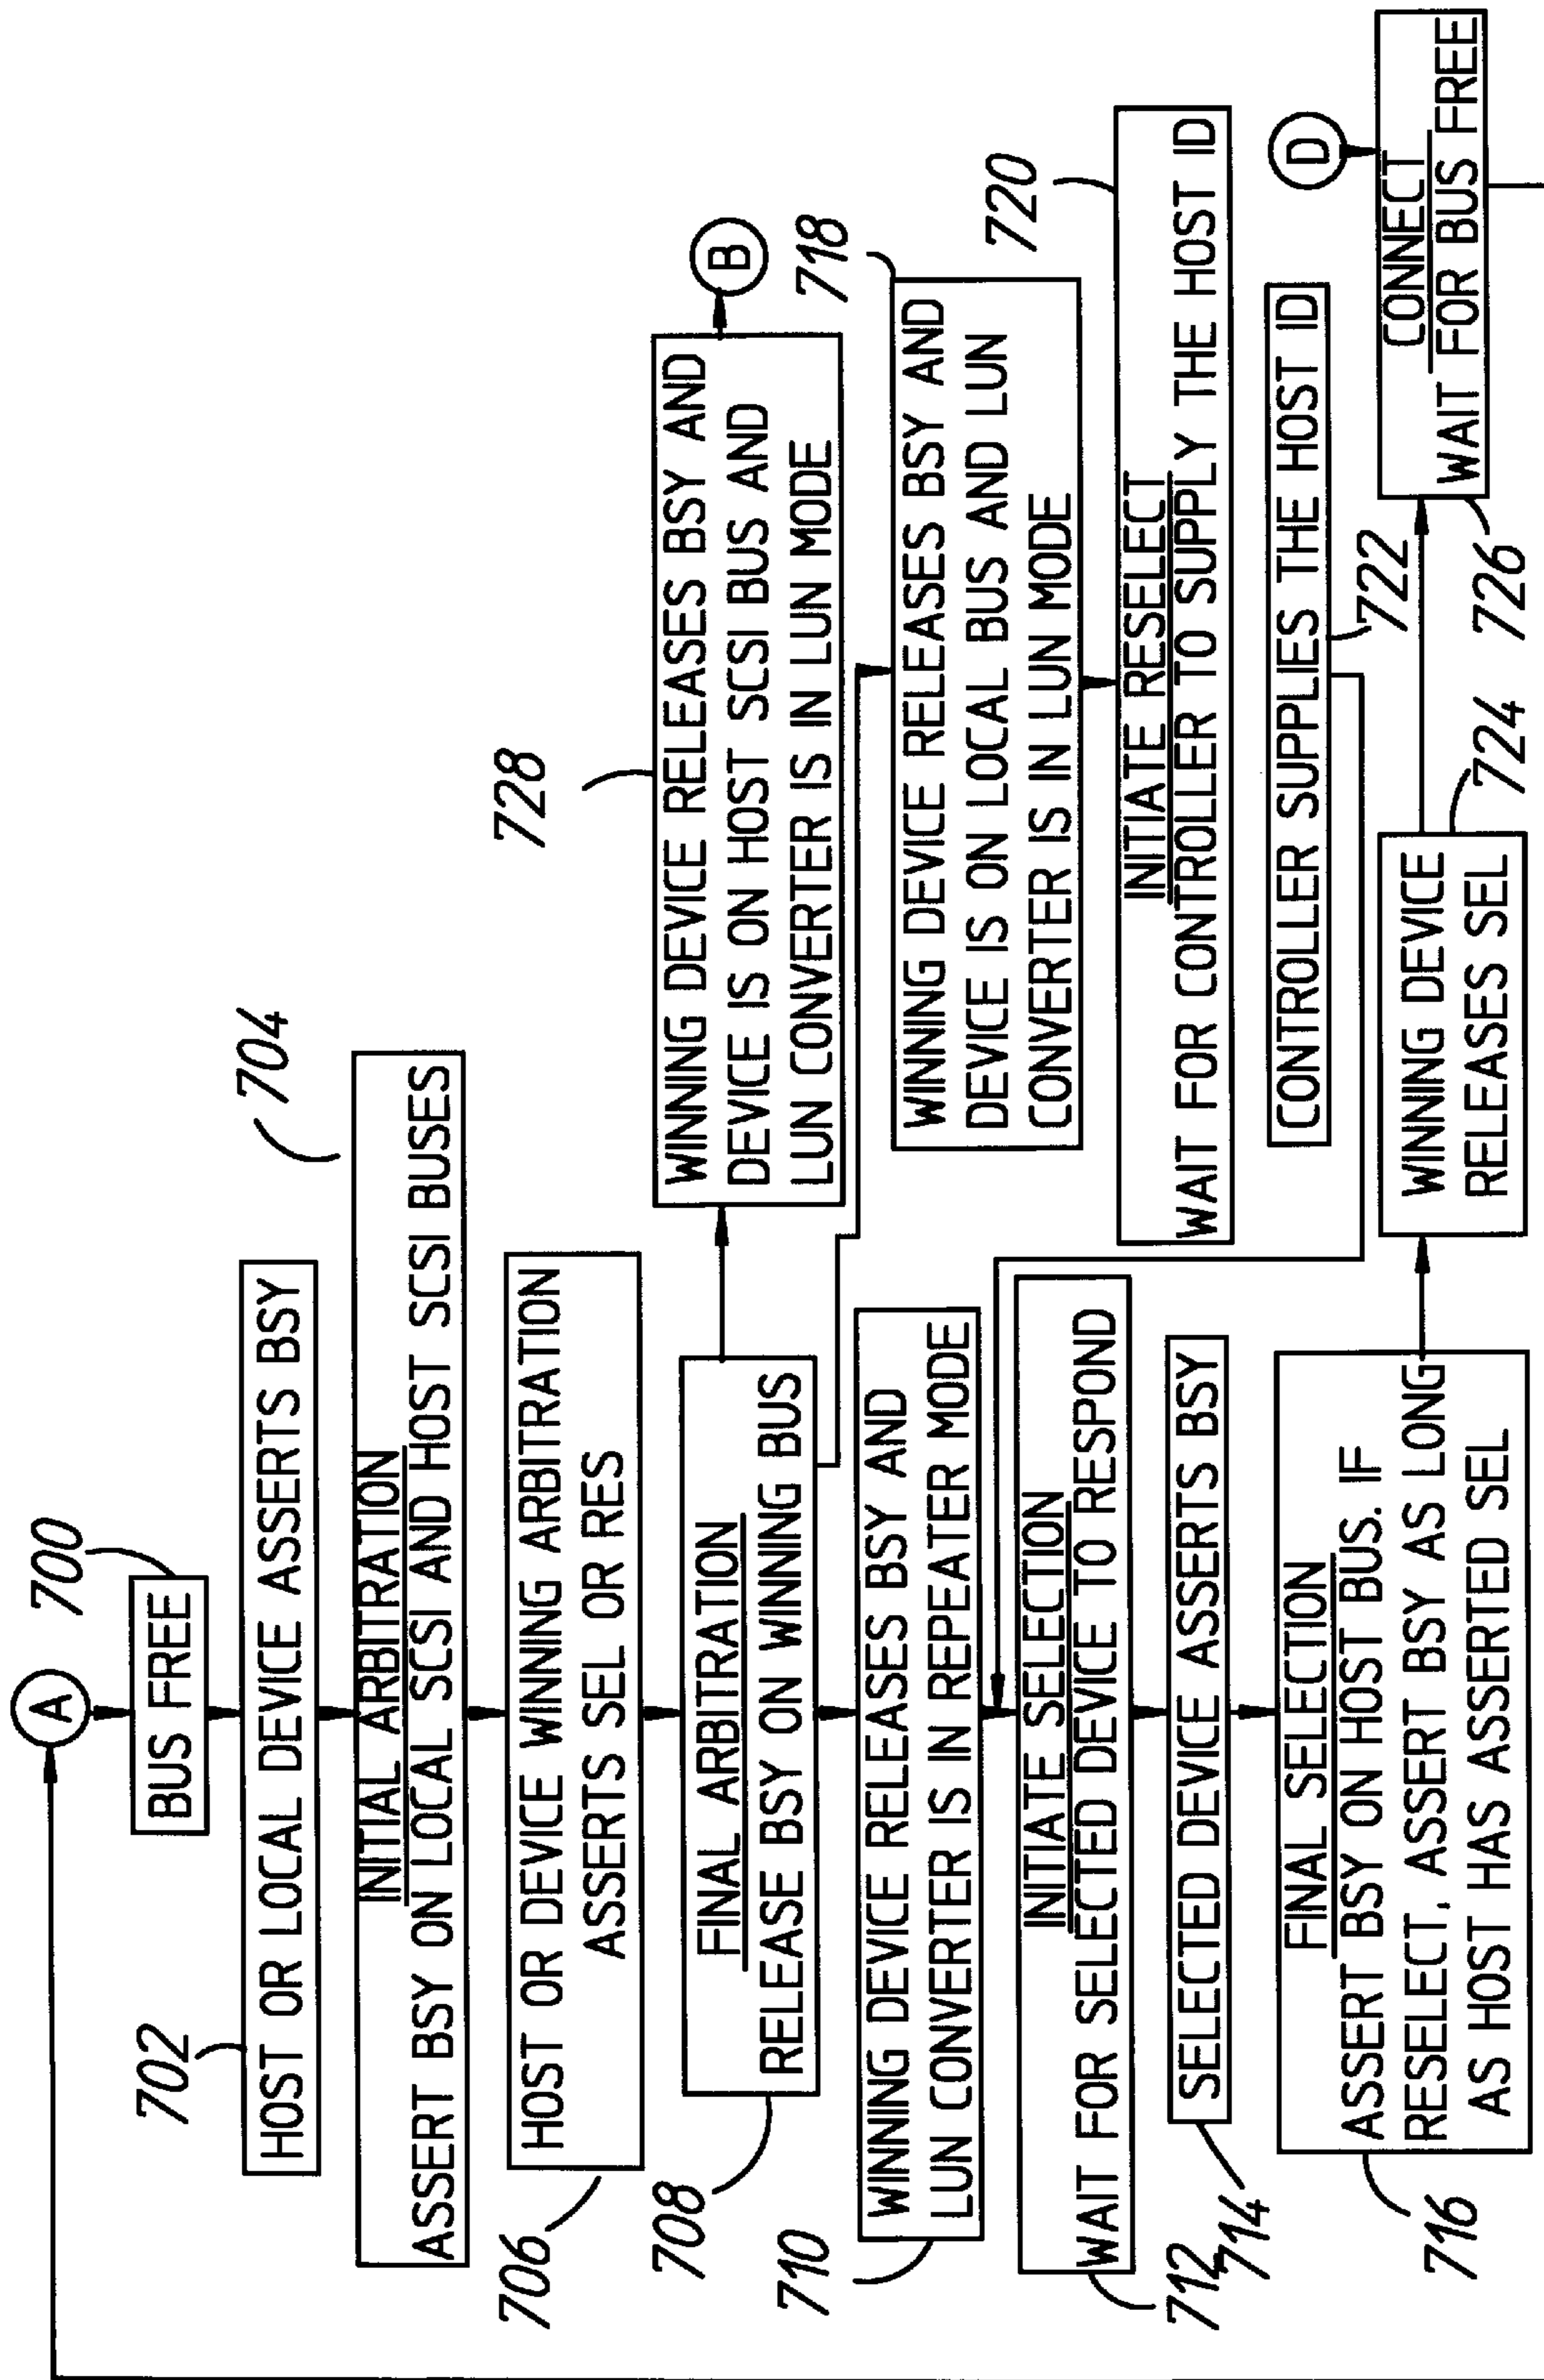 A
700
BUS FREE
702
HOST OR LOCAL DEVICE ASSERTS BSY
704
INITIAL ARBITRATION
ASSERT BSY ON LOCAL SCSI AND HOST SCSI BUSES
706
HOST OR DEVICE WINNING ARBITRATION
ASSERTS SEL OR RES
708
FINAL ARBITRATION
RELEASE BSY ON WINNING BUS
710
WINNING DEVICE RELEASES BSY AND
LUN CONVERTER IS IN REPEATER MODE
712
INITIATE SELECTION
WAIT FOR SELECTED DEVICE TO RESPOND
714
SELECTED DEVICE ASSERTS BSY
716
FINAL SELECTION
ASSERT BSY ON HOST BUS. IF
RESELECT, ASSERT BSY AS LONG
AS HOST HAS ASSERTED SEL
728
WINNING DEVICE RELEASES BSY AND
DEVICE IS ON HOST SCSI BUS AND
LUN CONVERTER IS IN LUN MODE
B
718
WINNING DEVICE RELEASES BSY AND
DEVICE IS ON LOCAL BUS AND LUN
CONVERTER IS IN LUN MODE
720
INITIATE RESELECT
WAIT FOR CONTROLLER TO SUPPLY THE HOST ID
CONTROLLER SUPPLIES THE HOST ID
722
WINNING DEVICE
RELEASES SEL
724
D
CONNECT
WAIT FOR BUS FREE
726